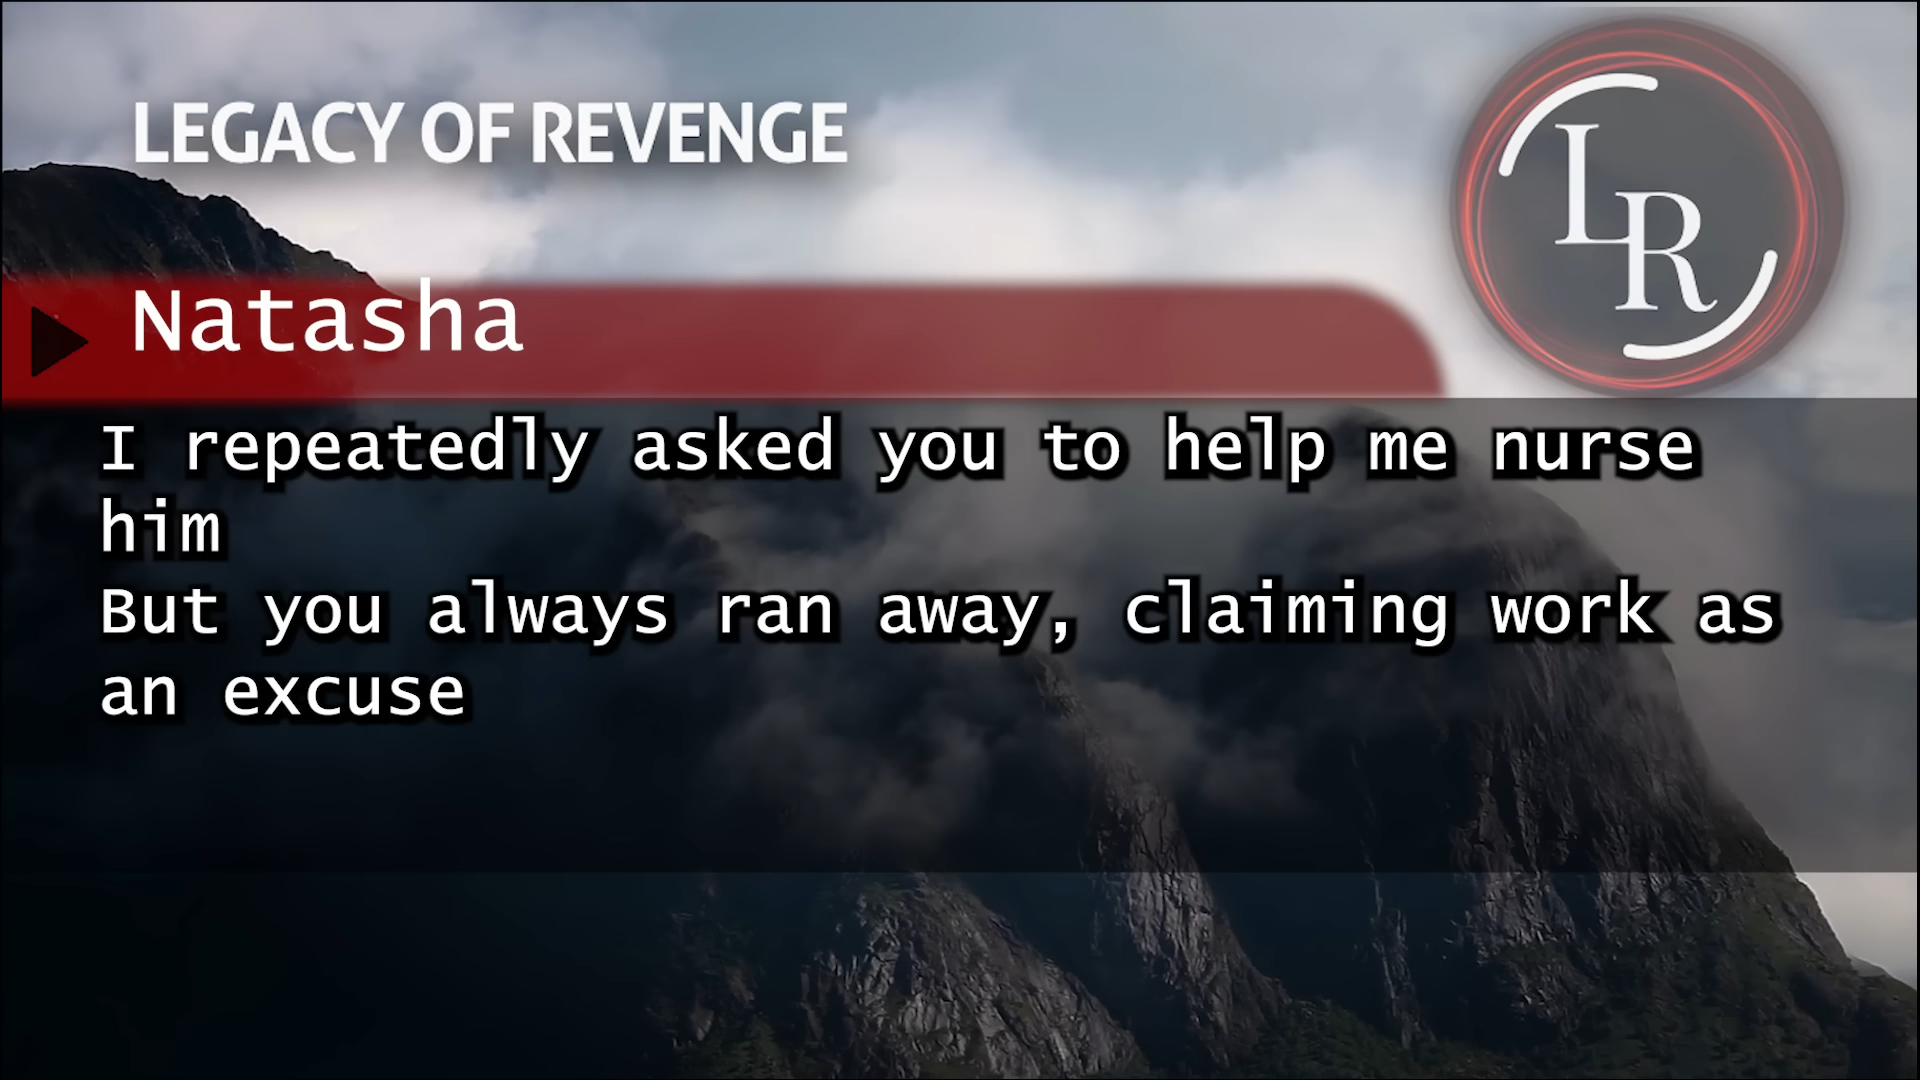 LEGACY OF REVENGE
LR
Natasha
I repeatedly asked you to help me nurse
him
But you always ran away, claiming work as
an excuse